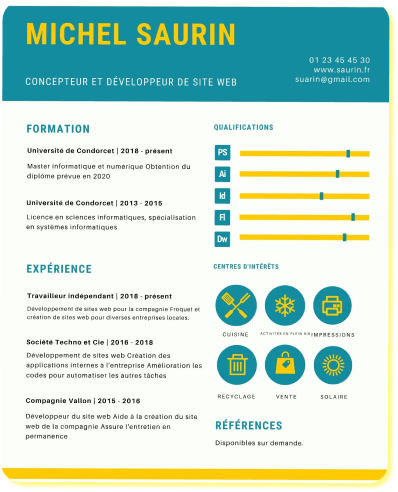 MICHEL SAURIN
CONCEPTEUR ET DÉVELOPPEUR DE SITE WEB
01 23 45 45 30
www.saurin.fr
suarin@gmail.com
FORMATION
Université de Condorcet | 2018 - présent
Master informatique et numérique Obtention du
diplôme prévue en 2020
Université de Condorcet | 2013 - 2015
Licence en sciences informatiques, spécialisation
en systèmes informatiques
EXPÉRIENCE
Travailleur indépendant | 2018 - présent
Développement de sites web pour la compagnie Froquet et
création de sites web pour diverses entreprises locales.
Société Techno et Cie | 2016 - 2018
Développement de sites web Création des
applications internes à l'entreprise Amélioration les
codes pour automatiser les autres tâches
Compagnie Vallon | 2015 - 2016
Développeur du site web Aide à la création du site
web de la compagnie Assure l'entretien en
permanence
QUALIFICATIONS
PS
Ai
Id
Fl
Dw
CENTRES D'INTÉRÊTS
CUISINE
ACTIVITÉS EN PLEIN AIR
IMPRESSIONS
RECYCLAGE
VENTE
SOLAIRE
RÉFÉRENCES
Disponibles sur demande.